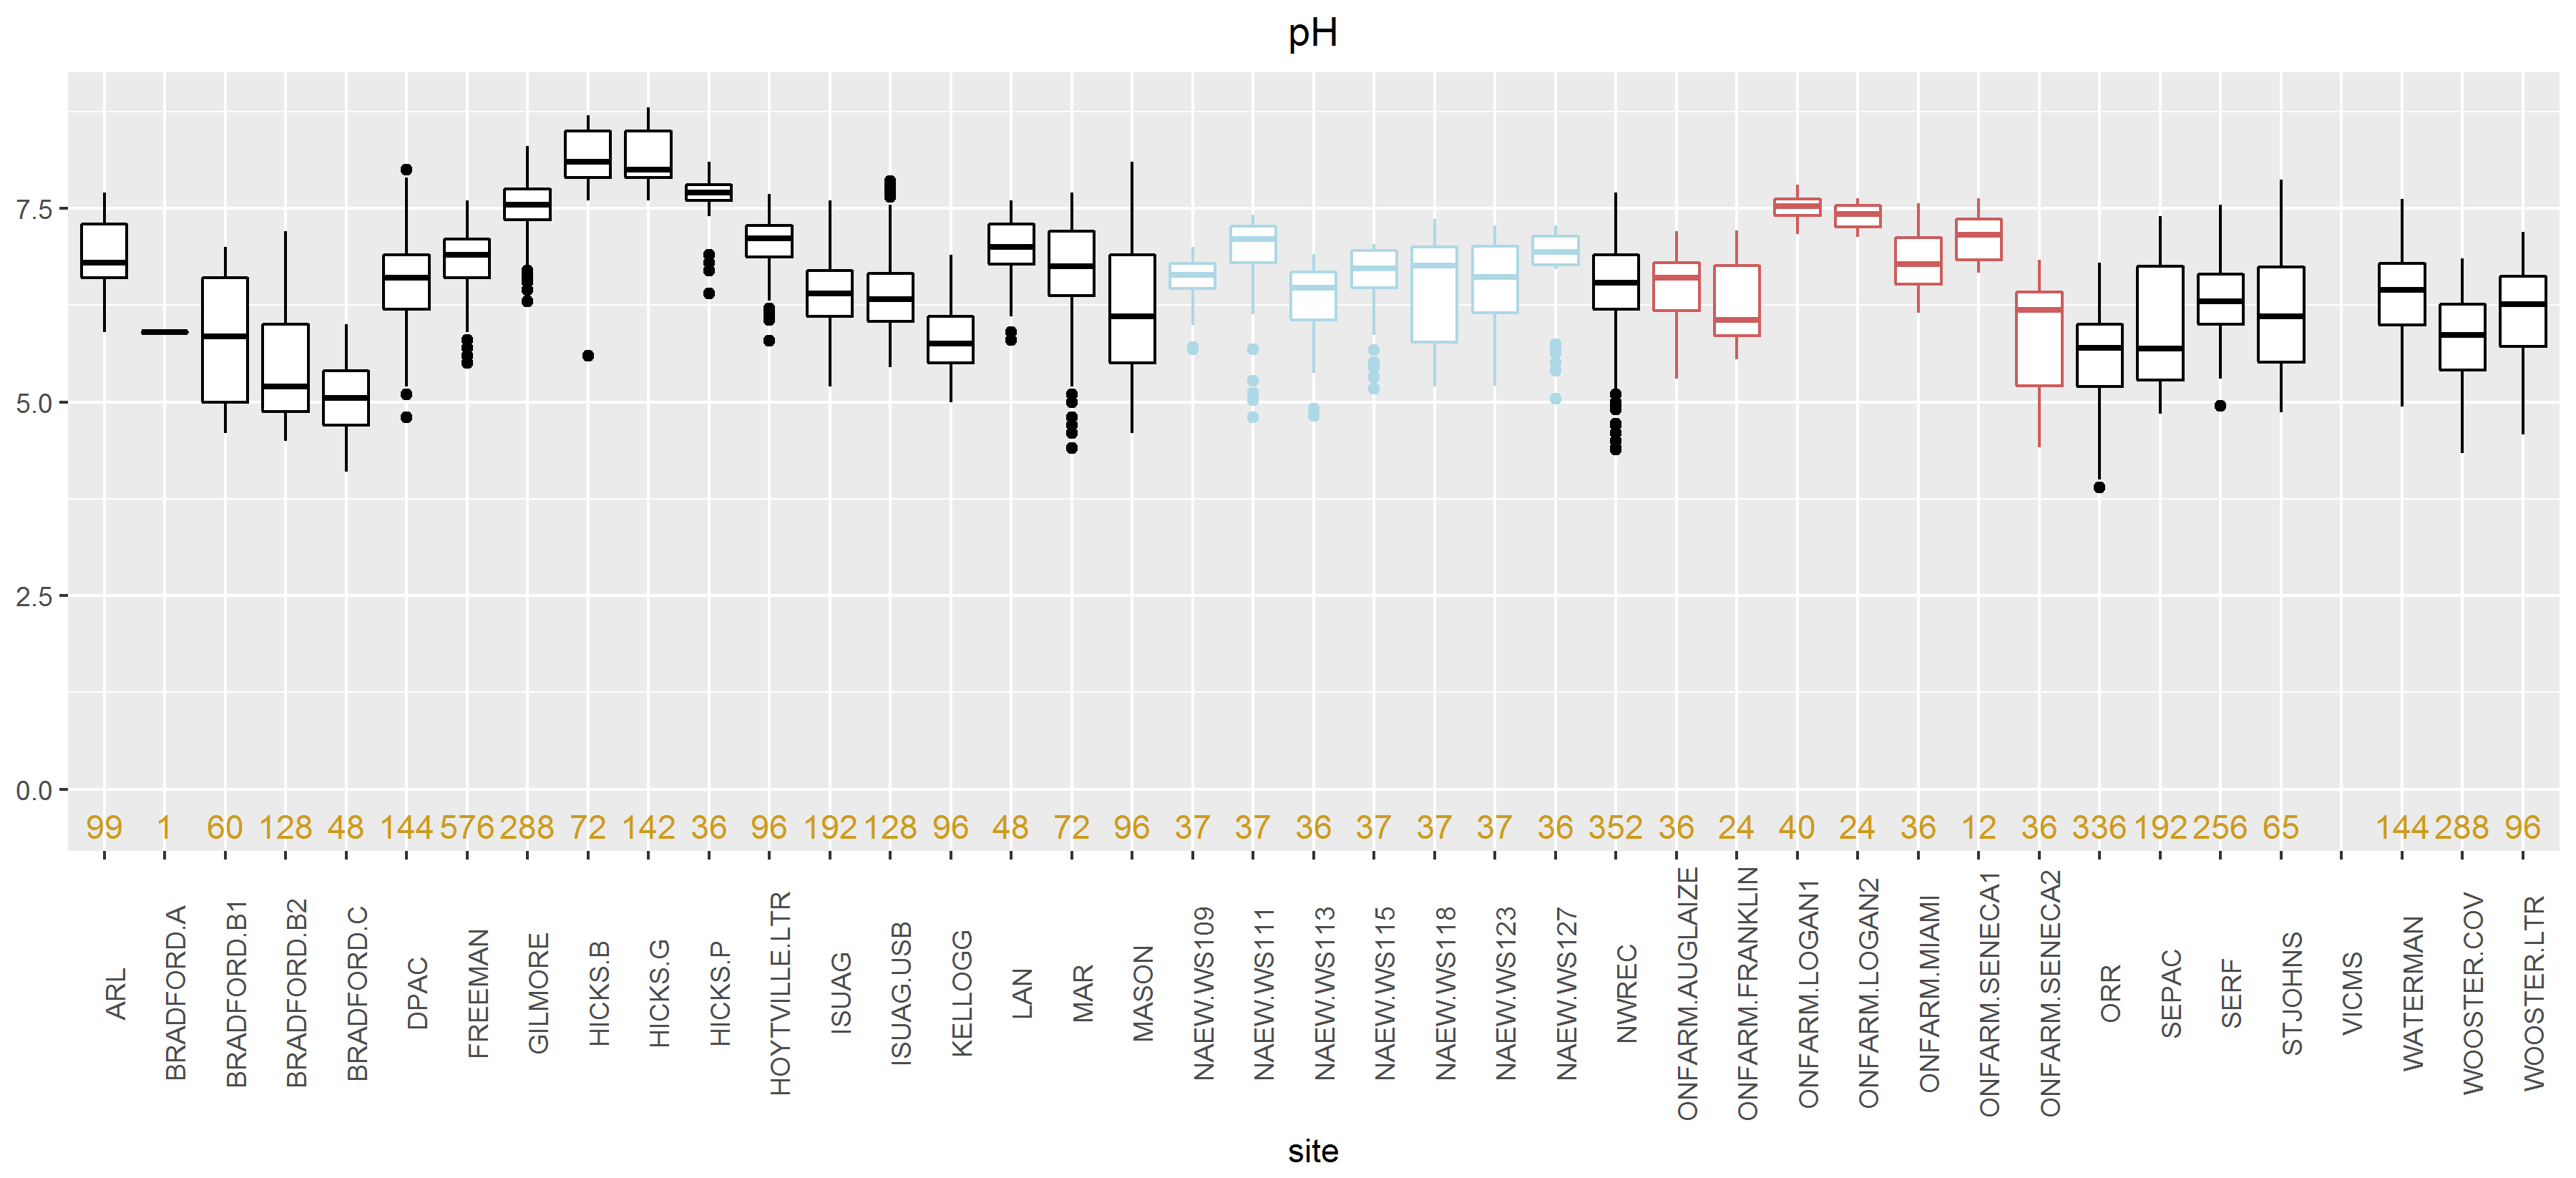 pH
7.5
5.0
2.5
0.0
99 1 60 128 48 144 576 288 72 142 36 96 192 128 96 48 72 96 37 37 36 37 37 37 36 352 36 24 40 24 36 12 36 336 192 256 65 144 288 96
ARL
BRADFORD.A
BRADFORD.B1
BRADFORD.B2
BRADFORD.C
DPAC
FREEMAN
GILMORE
HICKS.B
HICKS.G
HICKS.P
HOYTVILLE.LTR
ISUAG
ISUAG.USB
KELLOGG
LAN
MAR
MASON
NAEW.WS109
NAEW.WS111
NAEW.WS113
NAEW.WS115
NAEW.WS118
NAEW.WS123
NAEW.WS127
NWREC
ONFARM.AUGLAIZE
ONFARM.FRANKLIN
ONFARM.LOGAN1
ONFARM.LOGAN2
ONFARM.MIAMI
ONFARM.SENECA1
ONFARM.SENECA2
ORR
SEPAC
SERF
STJOHNS
VICMS
WATERMAN
WOOSTER.COV
WOOSTER.LTR
site